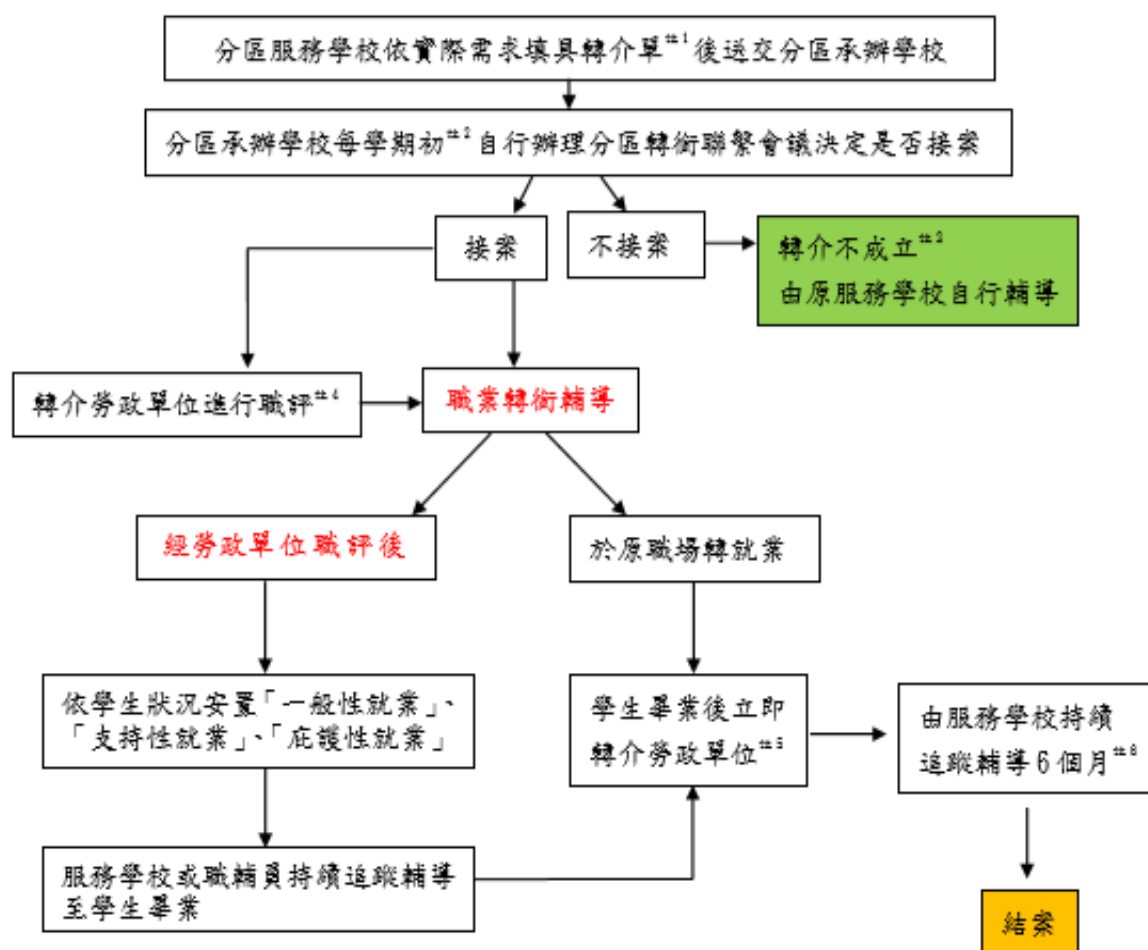 分區服務學校依實際需求填具轉介單註1後送交分區承辦學校
分區承辦學校每學期初註2自行辦理分區轉銜聯繫會議決定是否接案
接案
不接案
轉介不成立註3
由原服務學校自行輔導
轉介勞政單位進行職評註4
職業轉銜輔導
經勞政單位職評後
於原職場轉就業
依學生狀況安置「一般性就業」、
「支持性就業」、「庇護性就業」
學生畢業後立即
轉介勞政單位註5
由服務學校持續
追蹤輔導6個月註6
服務學校或職輔員持續追蹤輔導
至學生畢業
結案